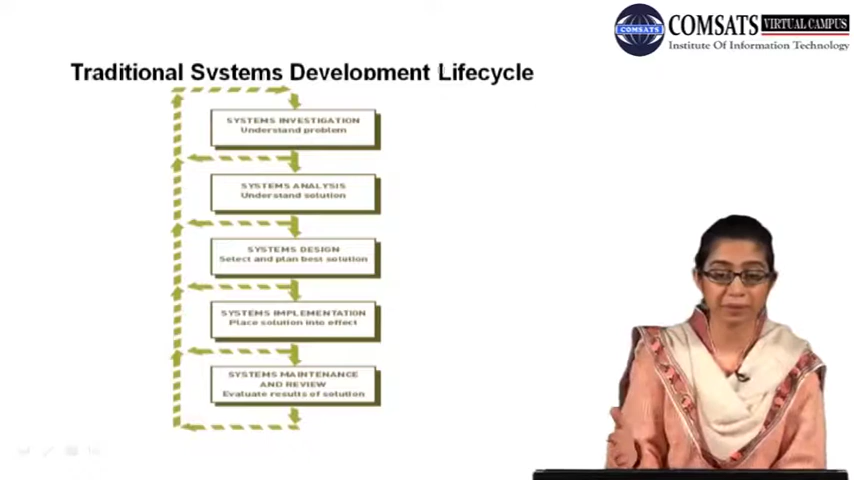 COMSATS VIRTUAL CAMPUS
Institute Of Information Technology
COMSATS
Traditional Systems Development Lifecycle
SYSTEMS INVESTIGATION
Understand problem
SYSTEMS ANALYSIS
Understand solution
SYSTEMS DESIGN
Select and plan best solution
SYSTEMS IMPLEMENTATION
Place solution into effect
SYSTEMS MAINTENANCE
AND REVIEW
Evaluate results of solution